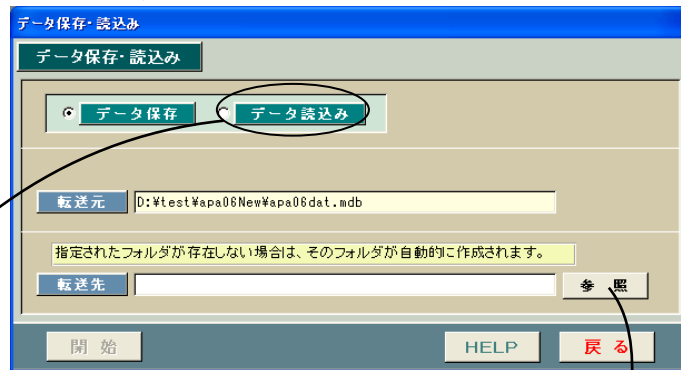 データ保存・読込み
データ保存・読込み
データ保存 データ読込み
転送元 D:¥test¥apa06New¥apa06dat.mdb
指定されたフォルダが存在しない場合は、そのフォルダが自動的に作成されます。
転送先 参 照
開 始 HELP 戻 る